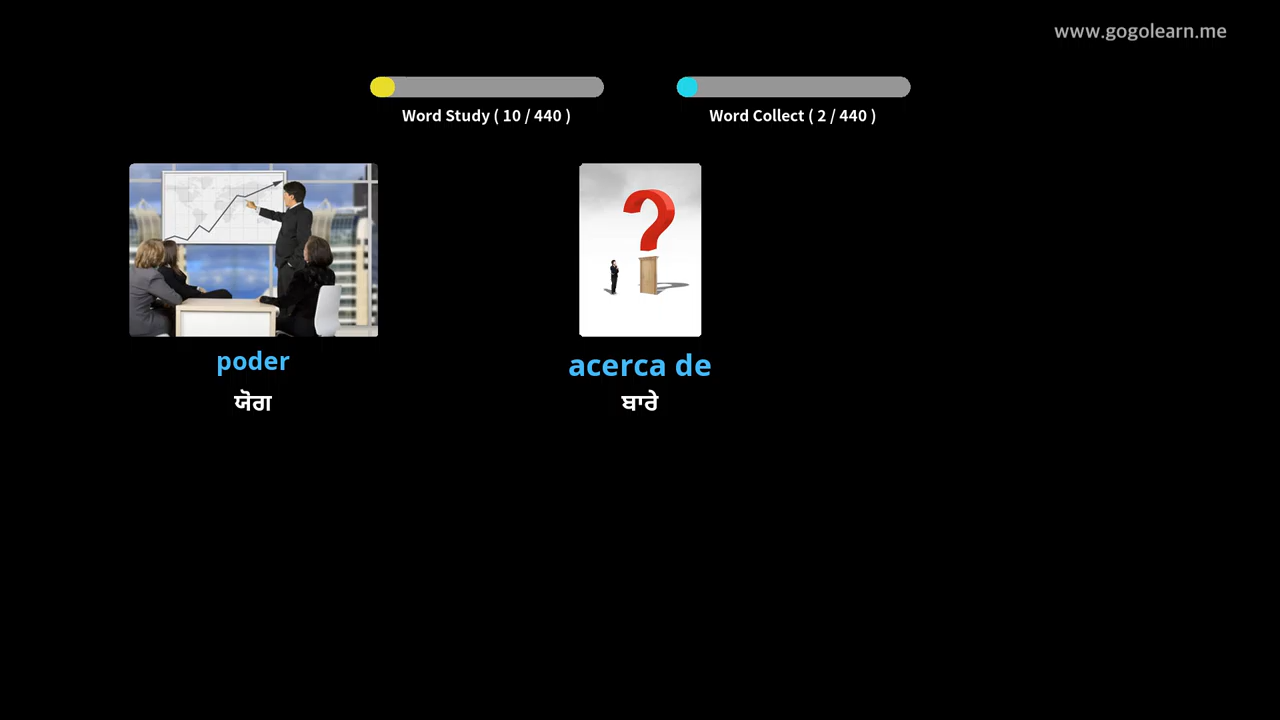 www.gogolearn.me
Word Study ( 10 / 440 )
Word Collect ( 2 / 440 )
poder
ਯੋਗ
acerca de
ਬਾਰੇ